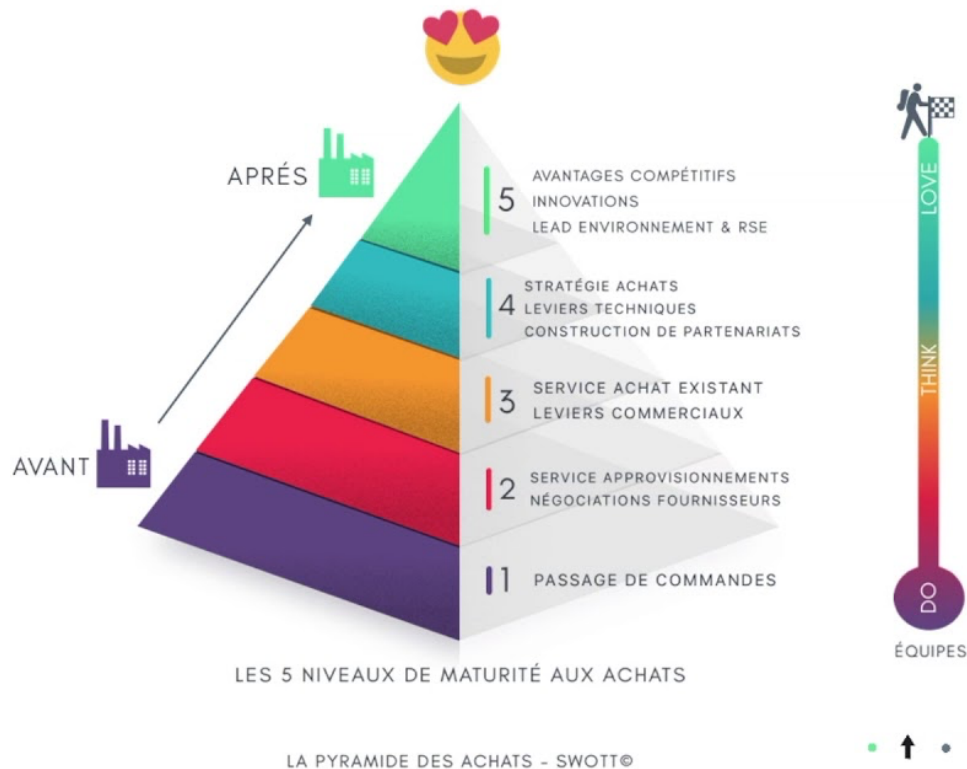 APRÉS
5
AVANTAGES COMPÉTITIFS
INNOVATIONS
LEAD ENVIRONNEMENT & RSE
4
STRATÉGIE ACHATS
LEVIERS TECHNIQUES
CONSTRUCTION DE PARTENARIATS
3
SERVICE ACHAT EXISTANT
LEVIERS COMMERCIAUX
AVANT
2
SERVICE APPROVISIONNEMENTS
NÉGOCIATIONS FOURNISSEURS
1
PASSAGE DE COMMANDES
LOVE
THINK
DO
ÉQUIPES
LES 5 NIVEAUX DE MATURITÉ AUX ACHATS
LA PYRAMIDE DES ACHATS - SWOTT©